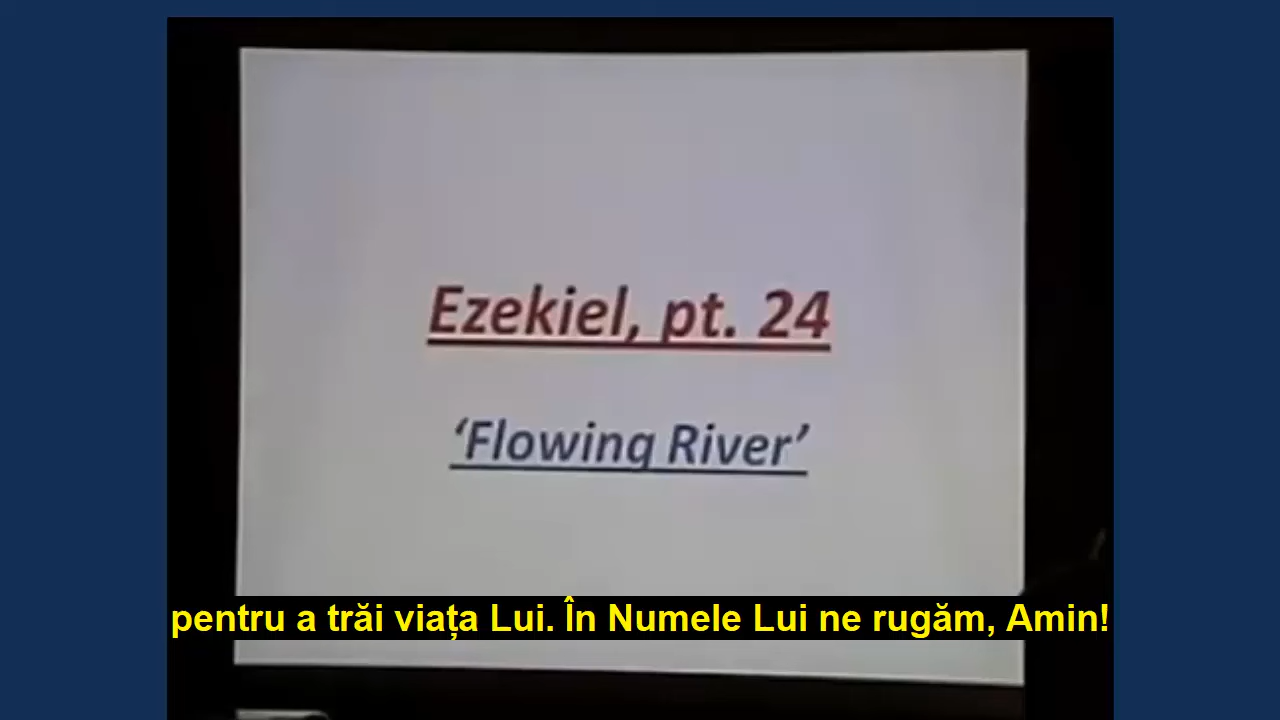 Ezekiel, pt. 24
‘Flowing River’
pentru a trăi viața Lui. În Numele Lui ne rugăm, Amin!